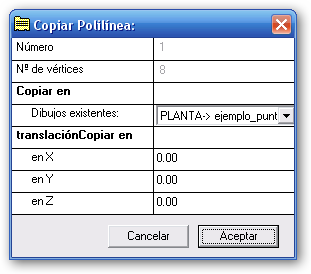 Copiar Polilínea:
Número 1
Nº de vértices 8
Copiar en
Dibujos existentes: PLANTA-> ejemplo_punt
translaciónCopiar en
en X 0.00
en Y 0.00
en Z 0.00
Cancelar Aceptar